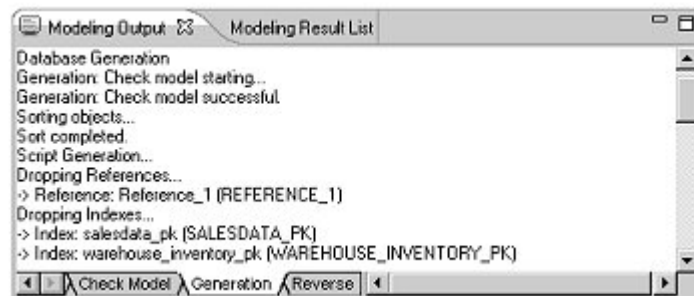 Modeling Output Modeling Result List
Database Generation
Generation: Check model starting...
Generation: Check model successful.
Sorting objects...
Sort completed.
Script Generation...
Dropping References...
-> Reference: Reference_1 (REFERENCE_1)
Dropping Indexes...
-> Index: salesdata_pk (SALESDATA_PK)
-> Index: warehouse_inventory_pk (WAREHOUSE_INVENTORY_PK)
Check Model Generation Reverse